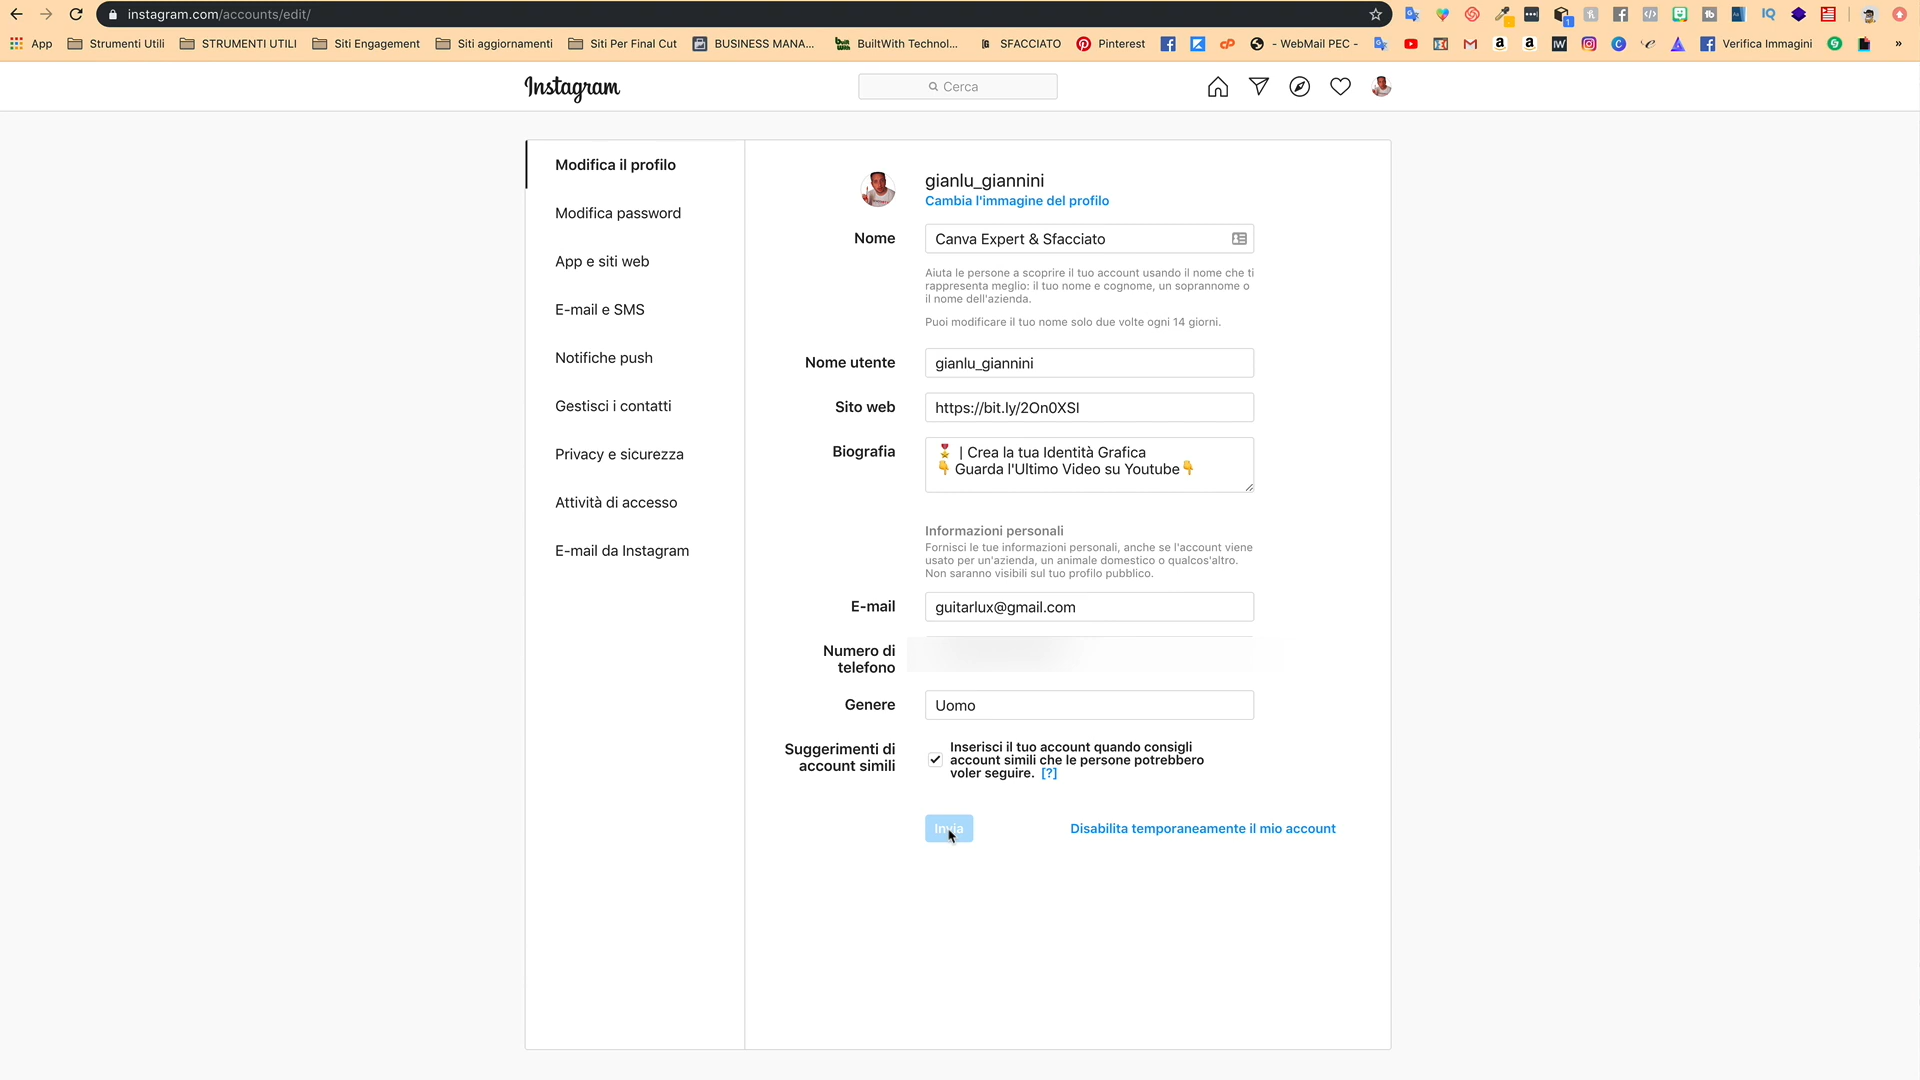 instagram.com/accounts/edit/
App
Strumenti Utili
STRUMENTI UTILI
Siti Engagement
Siti aggiornamenti
Siti Per Final Cut
BUSINESS MANA...
BuiltWith Technol...
SFACCIATO
Pinterest
- WebMail PEC -
Verifica Immagini
»
Instagram
Cerca
Modifica il profilo
Modifica password
App e siti web
E-mail e SMS
Notifiche push
Gestisci i contatti
Privacy e sicurezza
Attività di accesso
E-mail da Instagram
gianlu_giannini
Cambia l'immagine del profilo
Nome
Canva Expert & Sfacciato
Aiuta le persone a scoprire il tuo account usando il nome che ti
rappresenta meglio: il tuo nome e cognome, un soprannome o
il nome dell'azienda.
Puoi modificare il tuo nome solo due volte ogni 14 giorni.
Nome utente
gianlu_giannini
Sito web
https://bit.ly/2On0XSI
Biografia
🎖 | Crea la tua Identità Grafica
👇 Guarda l'Ultimo Video su Youtube👇
Informazioni personali
Fornisci le tue informazioni personali, anche se l'account viene
usato per un'azienda, un animale domestico o qualcos'altro.
Non saranno visibili sul tuo profilo pubblico.
E-mail
guitarlux@gmail.com
Numero di
telefono
Genere
Uomo
Suggerimenti di
account simili
Inserisci il tuo account quando consigli
account simili che le persone potrebbero
voler seguire. [?]
Invia
Disabilita temporaneamente il mio account